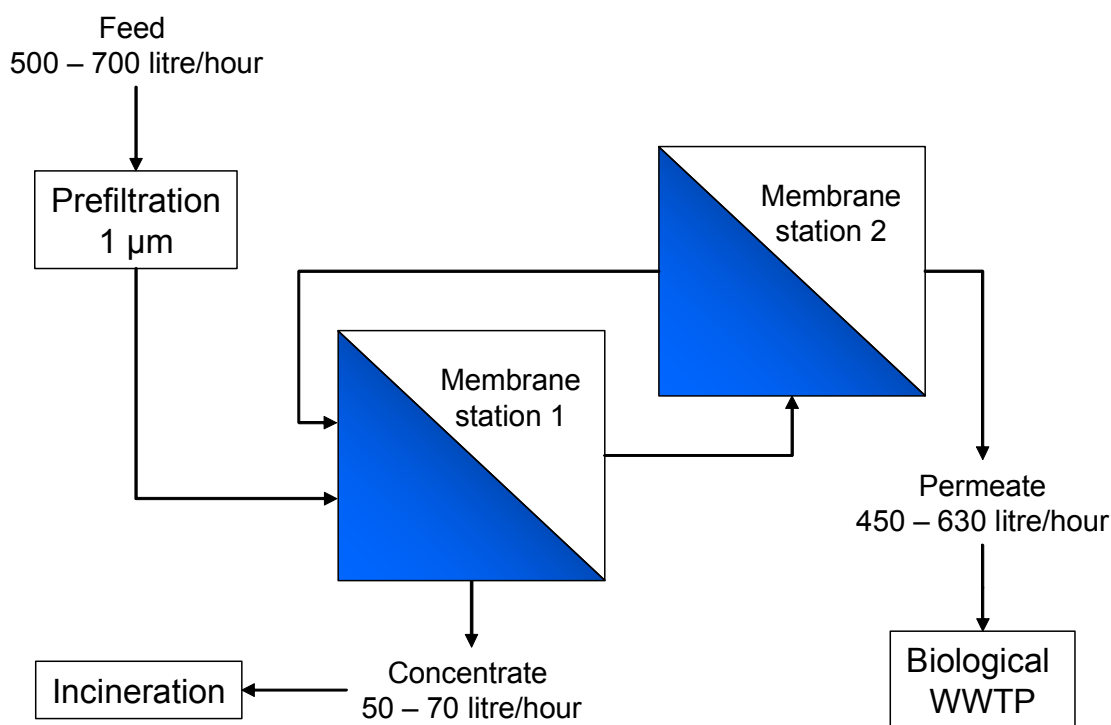 Feed
500 – 700 litre/hour
Prefiltration
1 µm
Membrane
station 2
Membrane
station 1
Permeate
450 – 630 litre/hour
Concentrate
50 – 70 litre/hour
Incineration
Biological
WWTP